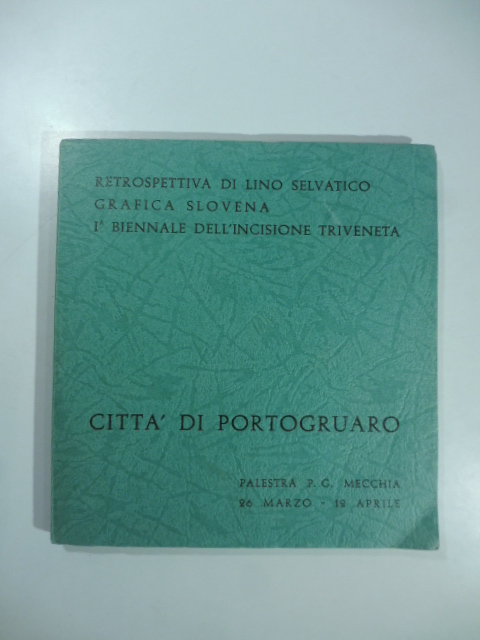 RETROSPETTIVA DI LINO SELVATICO
GRAFICA SLOVENA
Iª BIENNALE DELL'INCISIONE TRIVENETA
CITTA' DI PORTOGRUARO
PALESTRA P. G. MECCHIA
26 MARZO - 12 APRILE